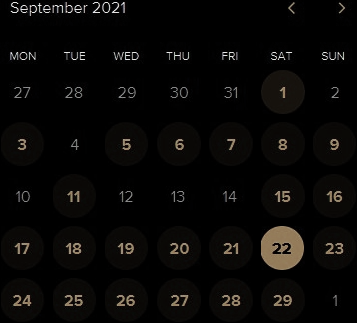 September 2021
MON TUE WED THU FRI SAT SUN
27 28 29 30 31 1 2
3 4 5 6 7 8 9
10 11 12 13 14 15 16
17 18 19 20 21 22 23
24 25 26 27 28 29 1